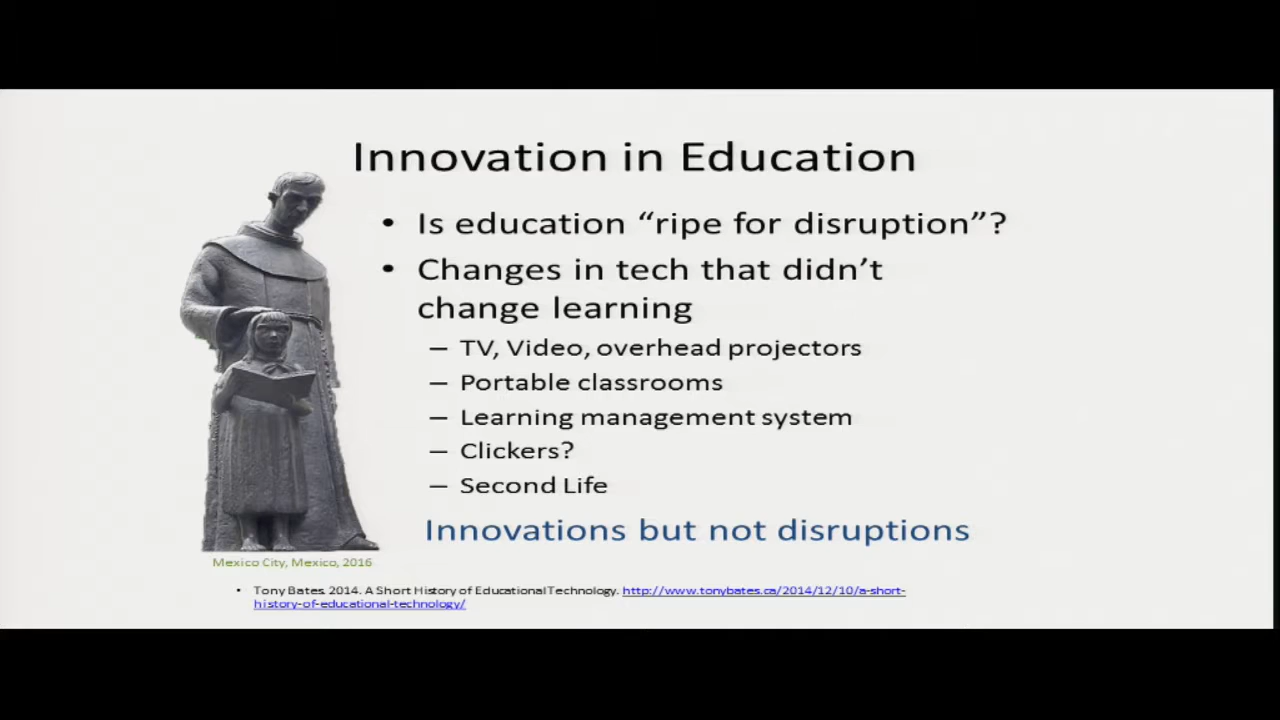 Innovation in Education
• Is education “ripe for disruption”?
• Changes in tech that didn’t
change learning
– TV, Video, overhead projectors
– Portable classrooms
– Learning management system
– Clickers?
– Second Life
Innovations but not disruptions
Mexico City, Mexico, 2016
• Tony Bates. 2014. A Short History of Educational Technology. http://www.tonybates.ca/2014/12/10/a-short-
history-of-educational-technology/